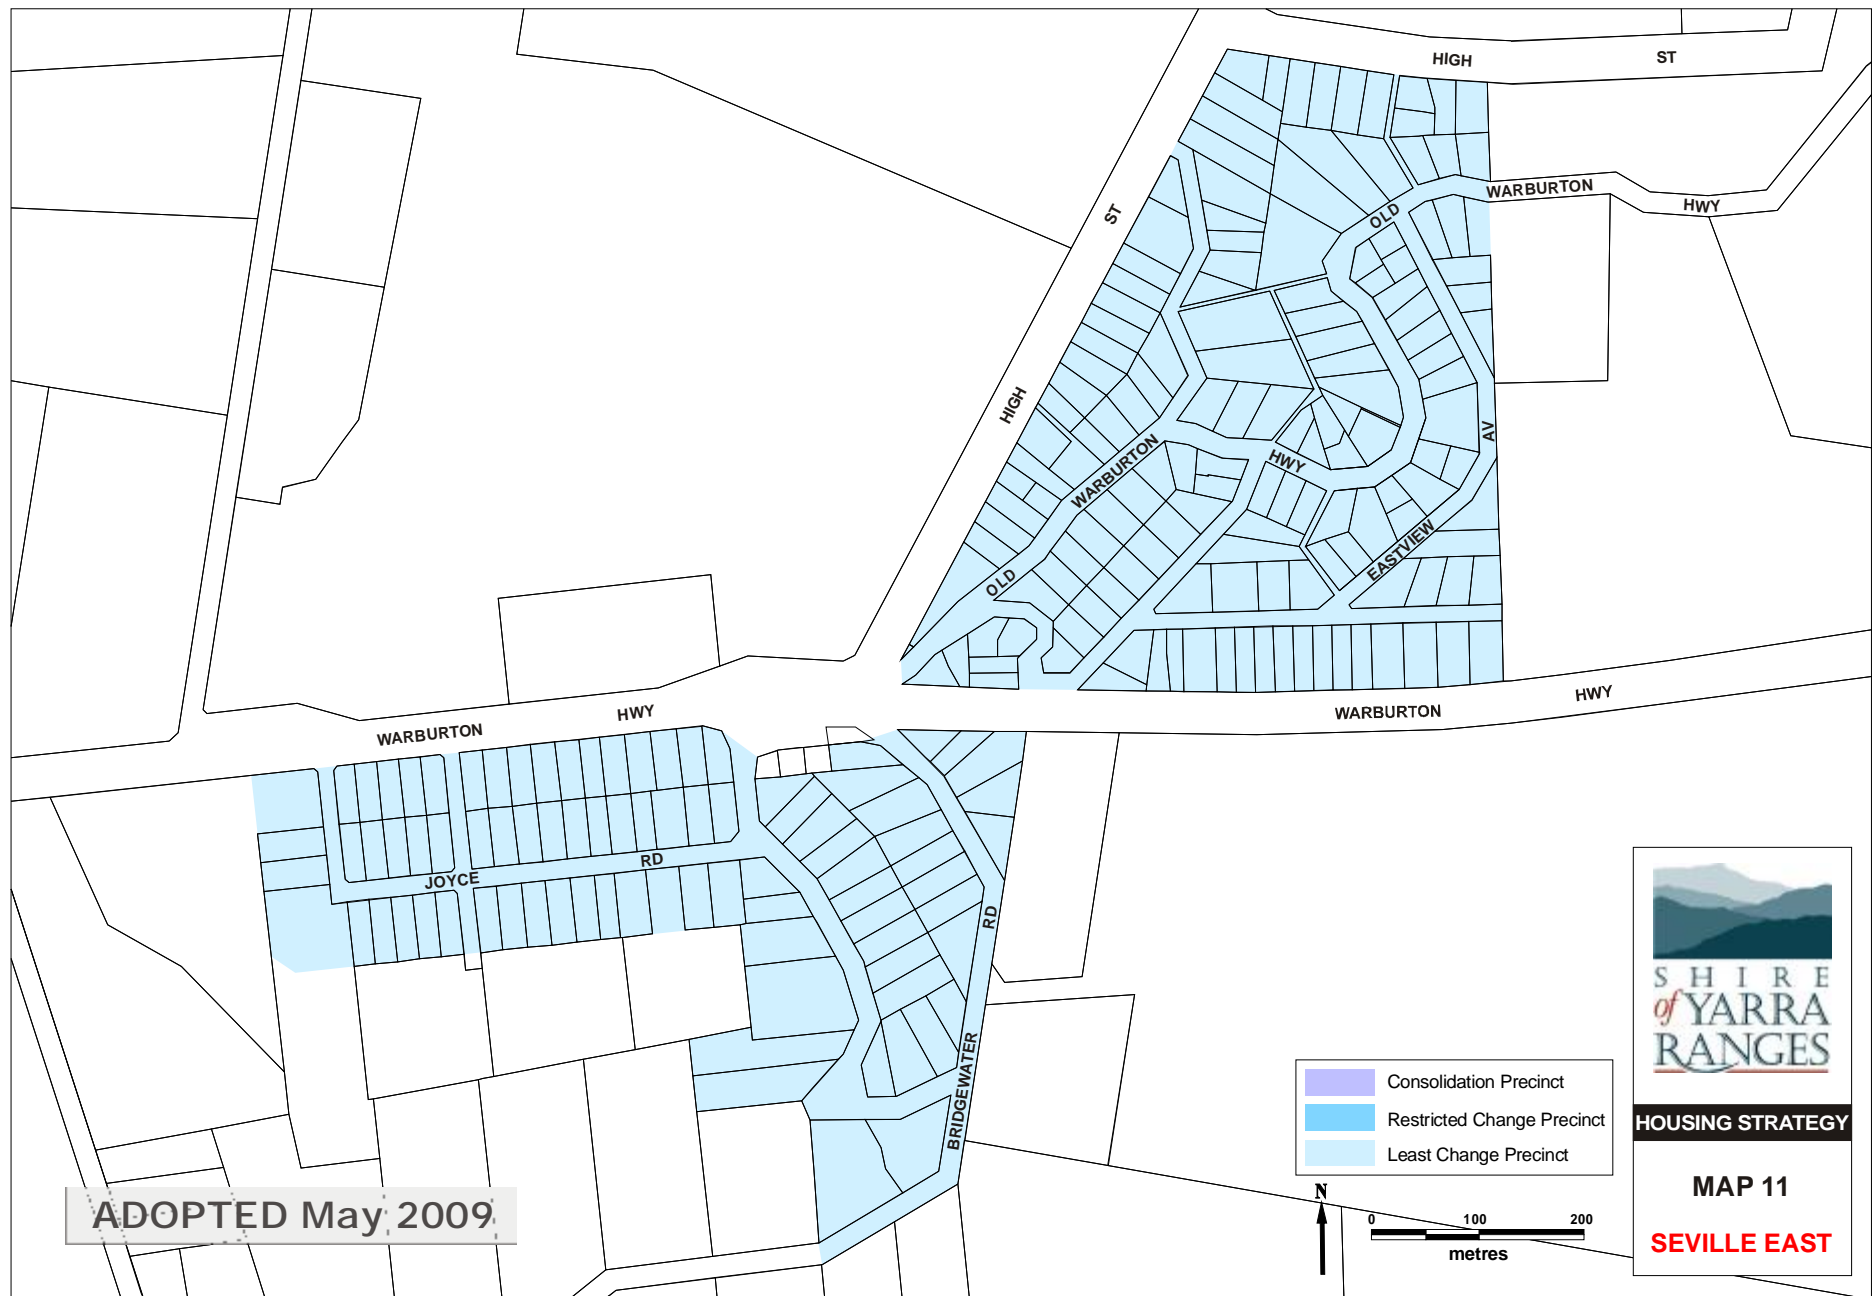 HIGH ST
OLD WARBURTON HWY
HIGH ST
OLD WARBURTON HWY
EASTVIEW AV
WARBURTON HWY
WARBURTON HWY
JOYCE RD
BRIDGEWATER RD
Consolidation Precinct
Restricted Change Precinct
Least Change Precinct
N
0 100 200
metres
SHIRE
of YARRA
RANGES
HOUSING STRATEGY
MAP 11
SEVILLE EAST
ADOPTED May 2009